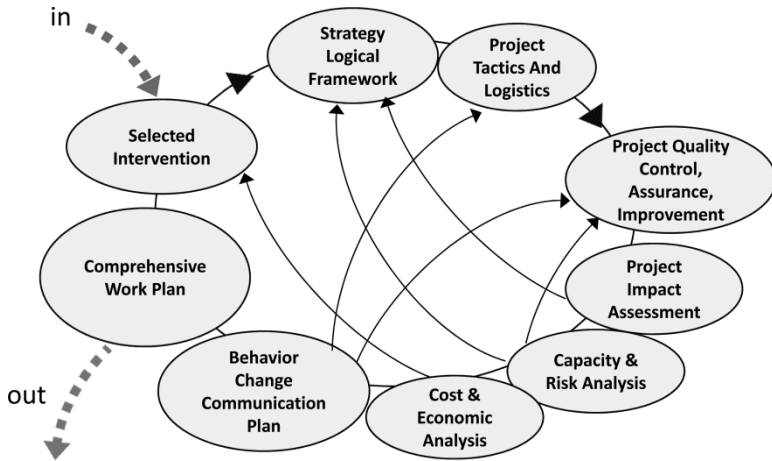 in
Strategy
Logical
Framework
Project
Tactics And
Logistics
Selected
Intervention
Project Quality
Control,
Assurance,
Improvement
Comprehensive
Work Plan
Project
Impact
Assessment
Behavior
Change
Communication
Plan
Capacity &
Risk Analysis
Cost &
Economic
Analysis
out